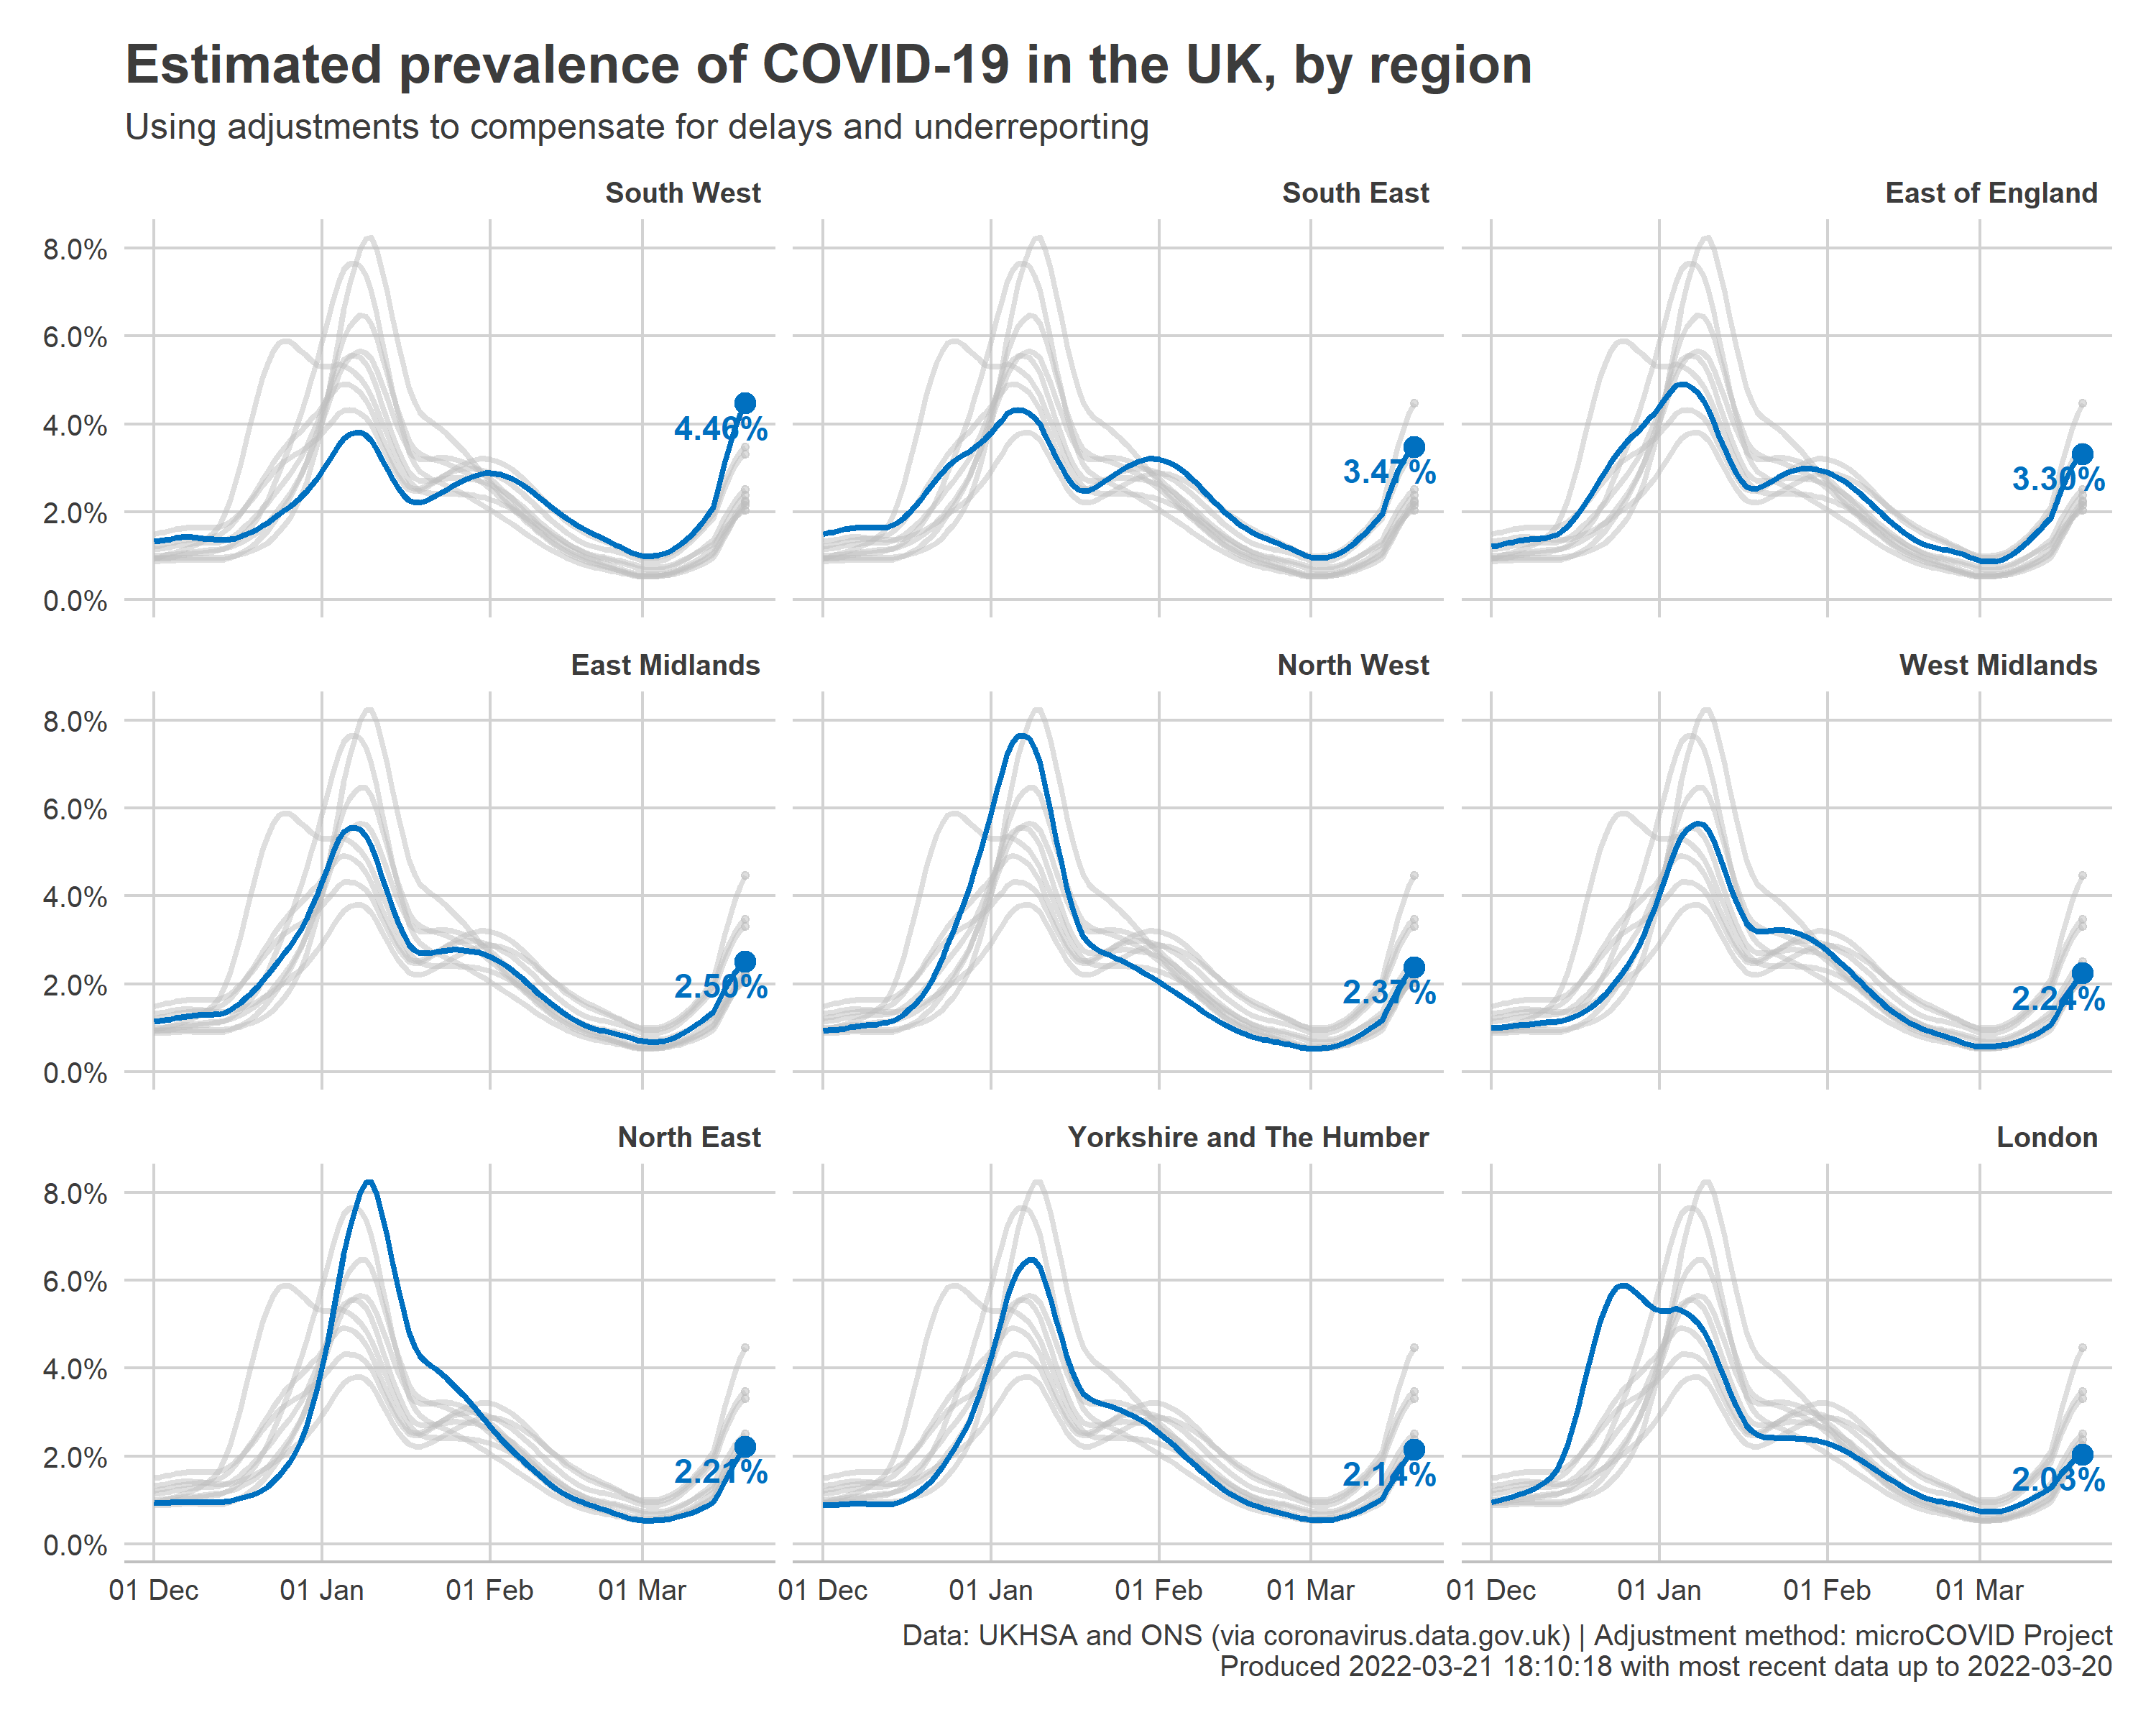 Estimated prevalence of COVID-19 in the UK, by region
Using adjustments to compensate for delays and underreporting
South West
South East
East of England
8.0%
6.0%
4.0%
2.0%
0.0%
4.46%
3.47%
3.30%
East Midlands
North West
West Midlands
8.0%
6.0%
4.0%
2.0%
0.0%
2.50%
2.37%
2.24%
North East
Yorkshire and The Humber
London
8.0%
6.0%
4.0%
2.0%
0.0%
2.21%
2.14%
2.03%
01 Dec 01 Jan 01 Feb 01 Mar
01 Dec 01 Jan 01 Feb 01 Mar
01 Dec 01 Jan 01 Feb 01 Mar
Data: UKHSA and ONS (via coronavirus.data.gov.uk) | Adjustment method: microCOVID Project
Produced 2022-03-21 18:10:18 with most recent data up to 2022-03-20